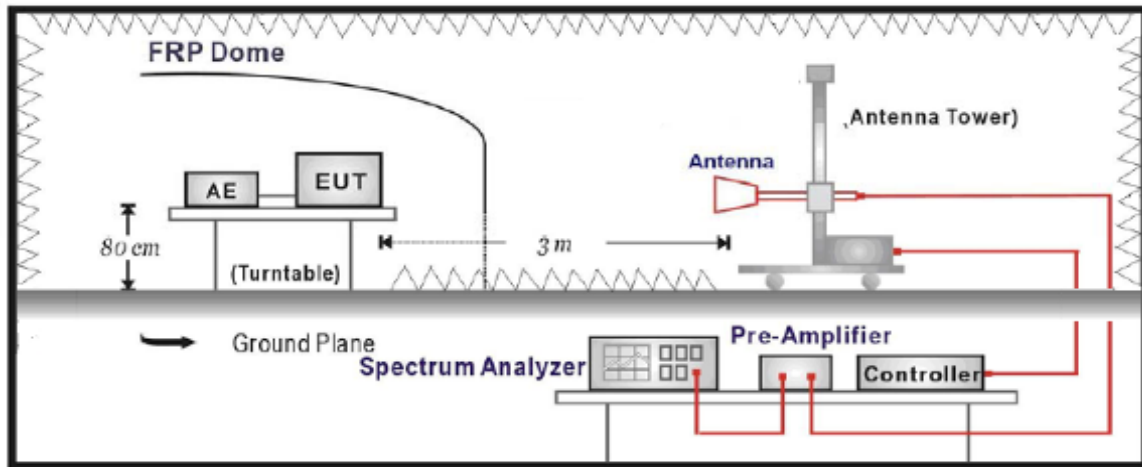 FRP Dome
(Antenna Tower)
Antenna
AE
EUT
80 cm
3 m
(Turntable)
Ground Plane
Pre-Amplifier
Spectrum Analyzer
Controller